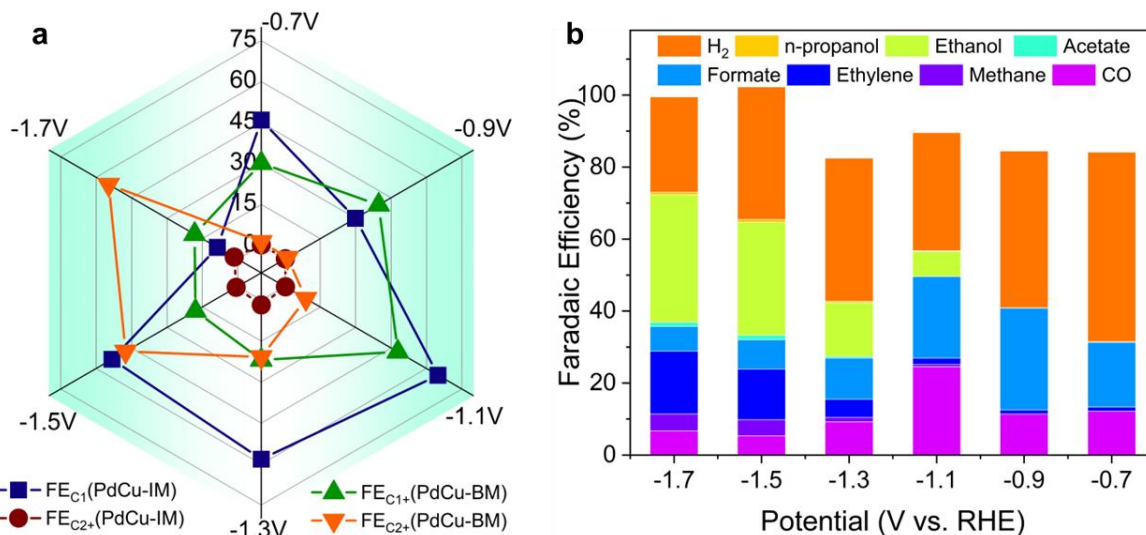 a
-0.7V
75
60
45
30
15
0
-0.9V
-1.1V
-1.3V
-1.5V
-1.7V
FEC1(PdCu-IM)
FEC2+(PdCu-IM)
FEC1+(PdCu-BM)
FEC2+(PdCu-BM)
b
H2 n-propanol Ethanol Acetate
Formate Ethylene Methane CO
Faradaic Efficiency (%)
100
80
60
40
20
0
-1.7 -1.5 -1.3 -1.1 -0.9 -0.7
Potential (V vs. RHE)